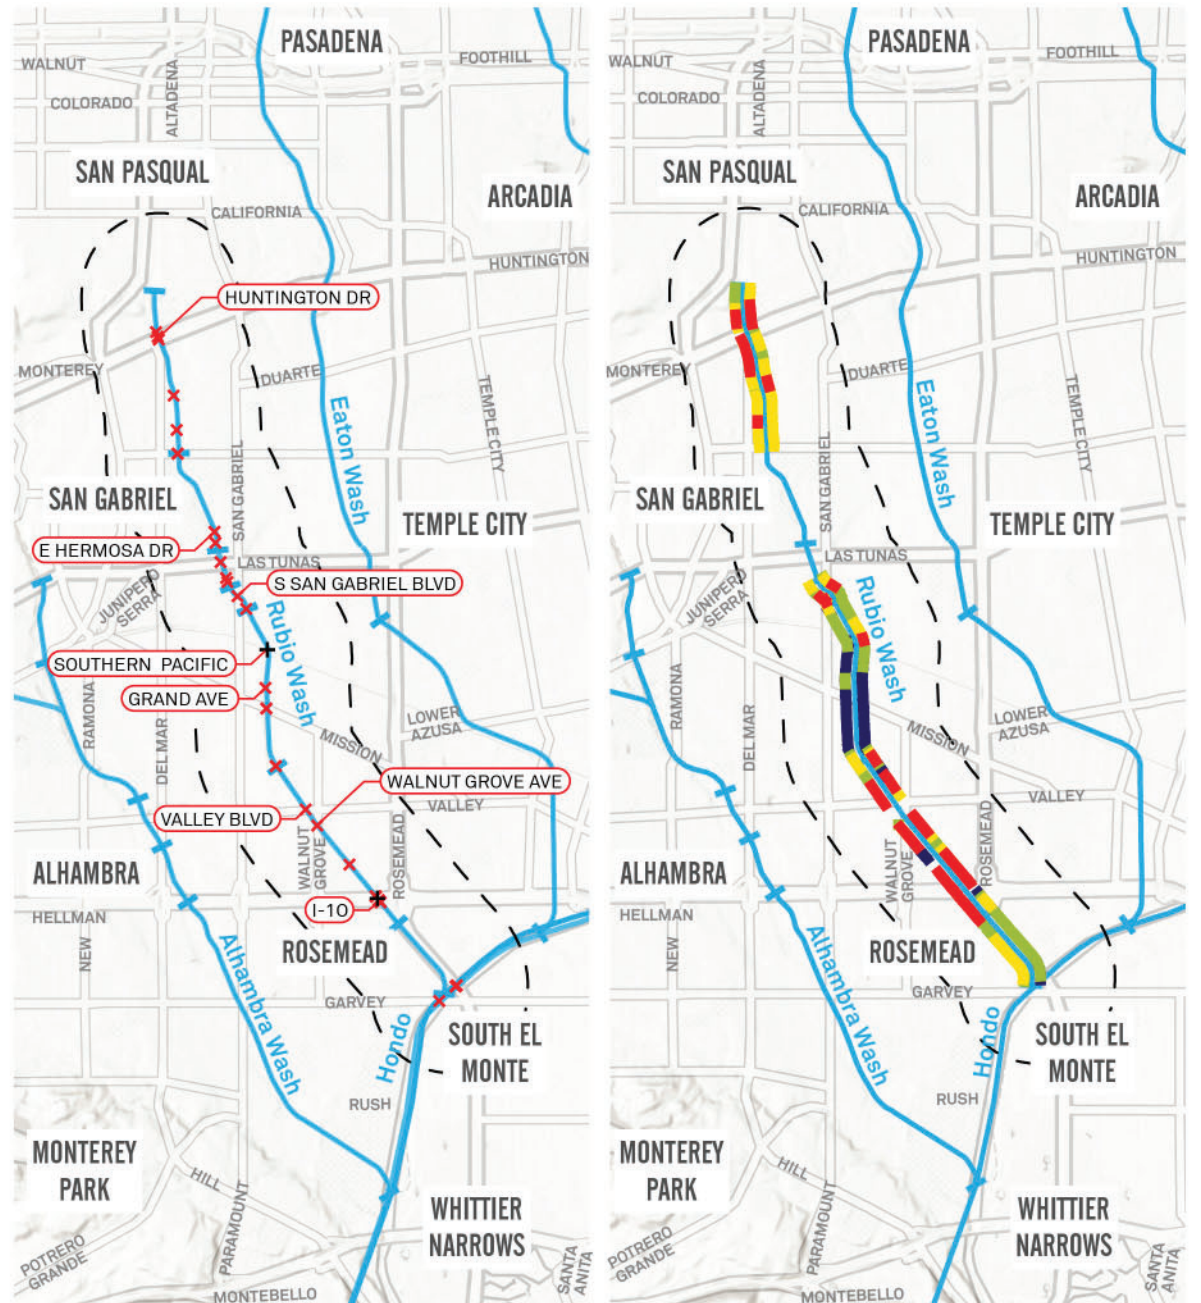 PASADENA
WALNUT
FOOTHILL
COLORADO
ALTADENA
SAN PASQUAL
ARCADIA
CALIFORNIA
HUNTINGTON
HUNTINGTON DR
MONTEREY
DUARTE
TEMPLE CITY
Eaton Wash
SAN GABRIEL
SAN GABRIEL
TEMPLE CITY
E HERMOSA DR
LAS TUNAS
S SAN GABRIEL BLVD
JUNIPERO
SERRA
Rubio Wash
SOUTHERN PACIFIC
GRAND AVE
RAMONA
DEL MAR
MISSION
LOWER
AZUSA
WALNUT GROVE AVE
VALLEY BLVD
VALLEY
WALNUT
GROVE
ROSEMEAD
ALHAMBRA
HELLMAN
I-10
NEW
ROSEMEAD
Alhambra Wash
GARVEY
Hondo
SOUTH EL
MONTE
RUSH
MONTEREY
PARK
HILL
PARAMOUNT
WHITTIER
NARROWS
POTRERO
GRANDE
SANTA
ANITA
MONTEBELLO
PASADENA
WALNUT
FOOTHILL
COLORADO
ALTADENA
SAN PASQUAL
ARCADIA
CALIFORNIA
HUNTINGTON
MONTEREY
DUARTE
TEMPLE CITY
Eaton Wash
SAN GABRIEL
SAN GABRIEL
TEMPLE CITY
LAS TUNAS
JUNIPERO
SERRA
Rubio Wash
RAMONA
DEL MAR
MISSION
LOWER
AZUSA
VALLEY
WALNUT
GROVE
ROSEMEAD
ALHAMBRA
HELLMAN
NEW
ROSEMEAD
Alhambra Wash
GARVEY
Hondo
SOUTH EL
MONTE
RUSH
MONTEREY
PARK
HILL
PARAMOUNT
WHITTIER
NARROWS
POTRERO
GRANDE
SANTA
ANITA
MONTEBELLO